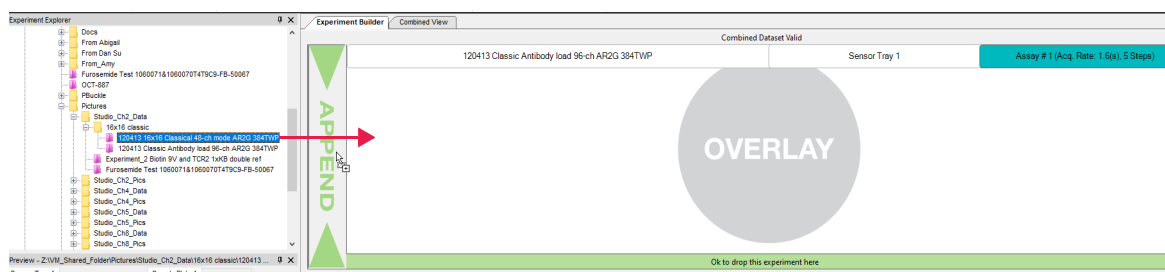 Experiment Explorer
Docs
From Abigail
From Dan Su
From_Amy
Furosemide Test 1060071&1060070T4T9C9-FB-50067
OCT-887
PBuckle
Pictures
Studio_Ch2_Data
16x16 classic
120413 16x16 Classical 48-ch mode AR2G 384TWP
120413 Classic Antibody load 96-ch AR2G 384TWP
Experiment_2 Biotin 9V and TCR2 1xKB double ref
Furosemide Test 1060071&1060070T4T9C9-FB-50067
Studio_Ch2_Pics
Studio_Ch4_Data
Studio_Ch4_Pics
Studio_Ch5_Data
Studio_Ch5_Pics
Studio_Ch8_Data
Studio_Ch8_Pics
Preview - Z:\VM_Shared_Folder\Pictures\Studio_Ch2_Data\16x16 classic\120413 ...
Experiment Builder Combined View
Combined Dataset Valid
120413 Classic Antibody load 96-ch AR2G 384TWP Sensor Tray 1 Assay # 1 (Acq. Rate: 1.6(s), 5 Steps)
APPEND
OVERLAY
Ok to drop this experiment here